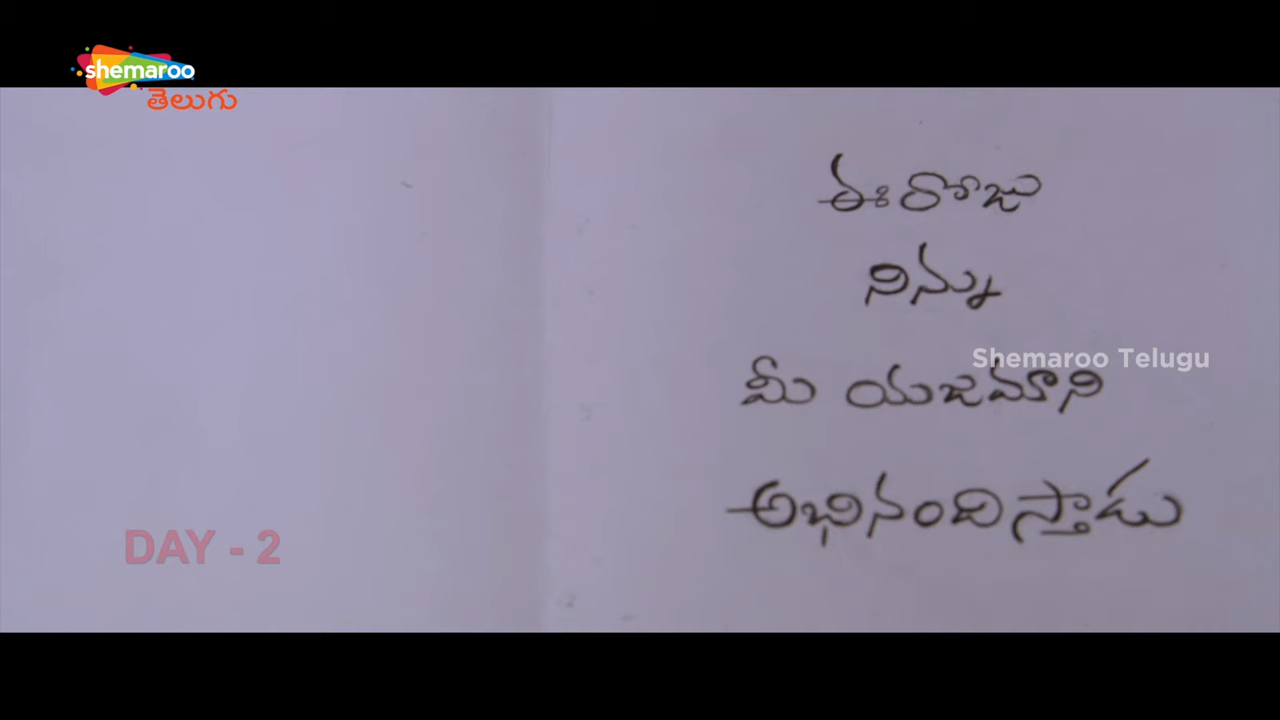 shemaroo
తెలుగు
ఈరోజు
నిన్ను
Shemaroo Telugu
మీ యజమాని
అభినందిస్తాడు
DAY - 2